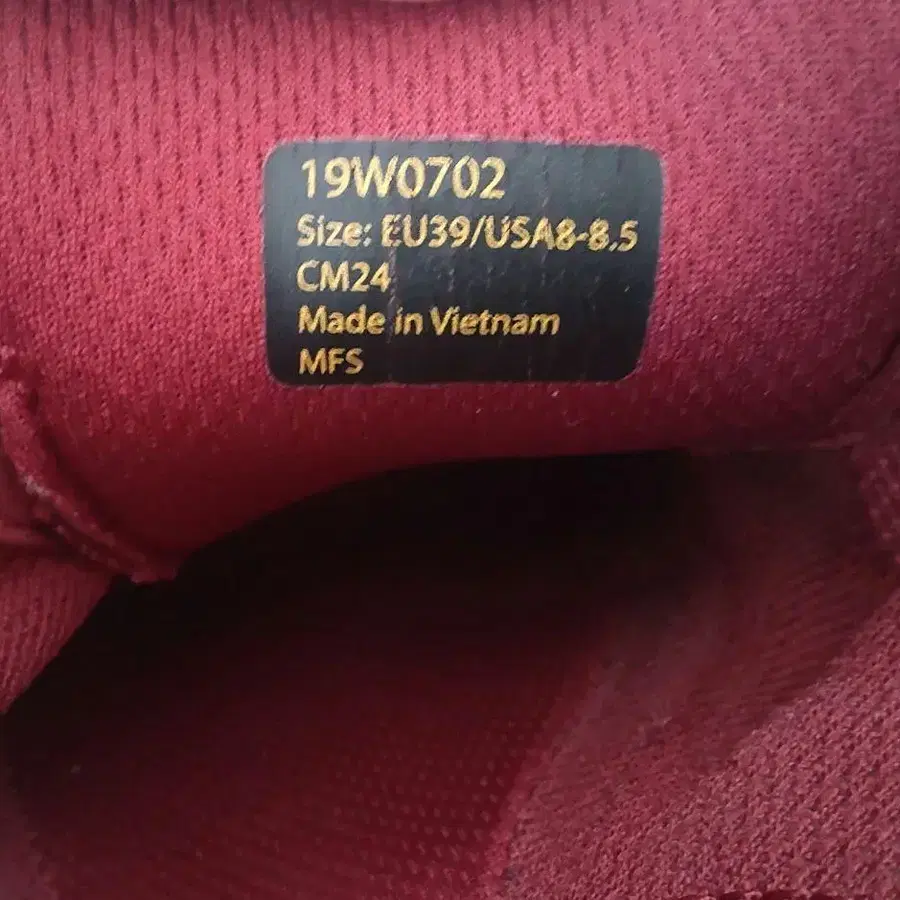 19W0702
Size: EU39/USA8-8.5
CM24
Made in Vietnam
MFS